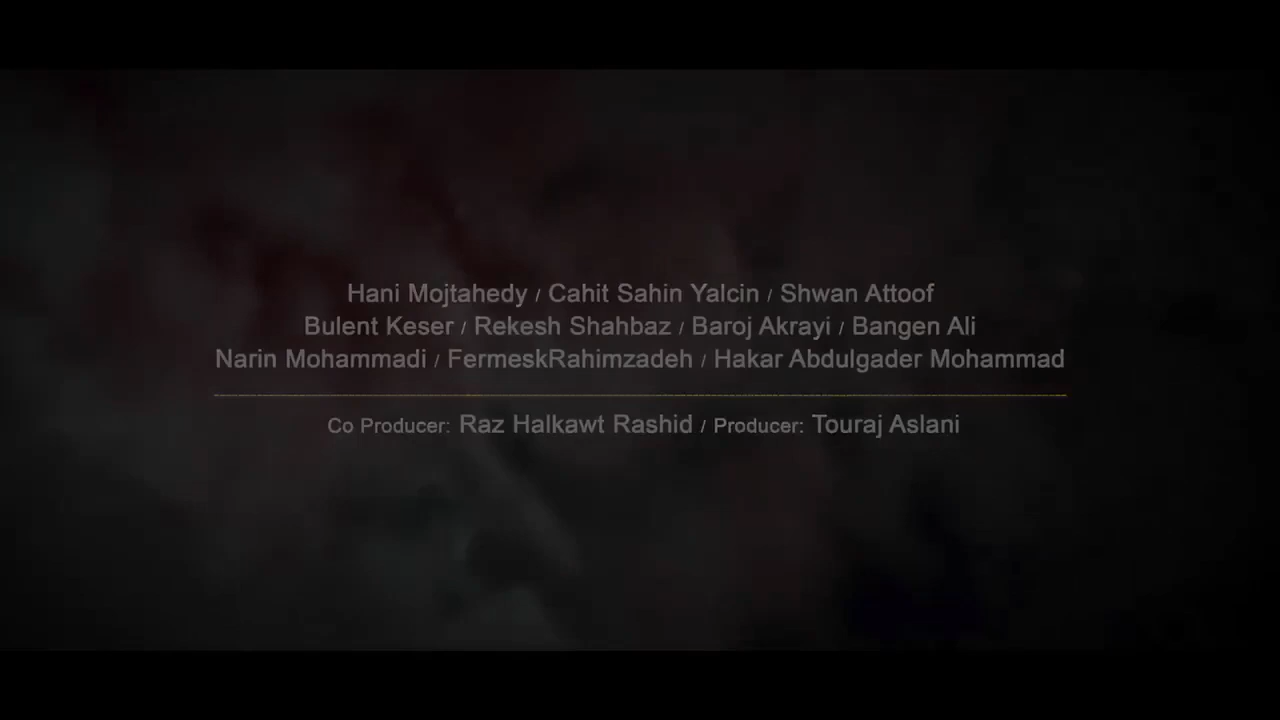 Hani Mojtahedy / Cahit Sahin Yalcin / Shwan Attoof
Bulent Keser / Rekesh Shahbaz / Baroj Akrayi / Bangen Ali
Narin Mohammadi / FermeskRahimzadeh / Hakar Abdulgader Mohammad
Co Producer: Raz Halkawt Rashid / Producer: Touraj Aslani